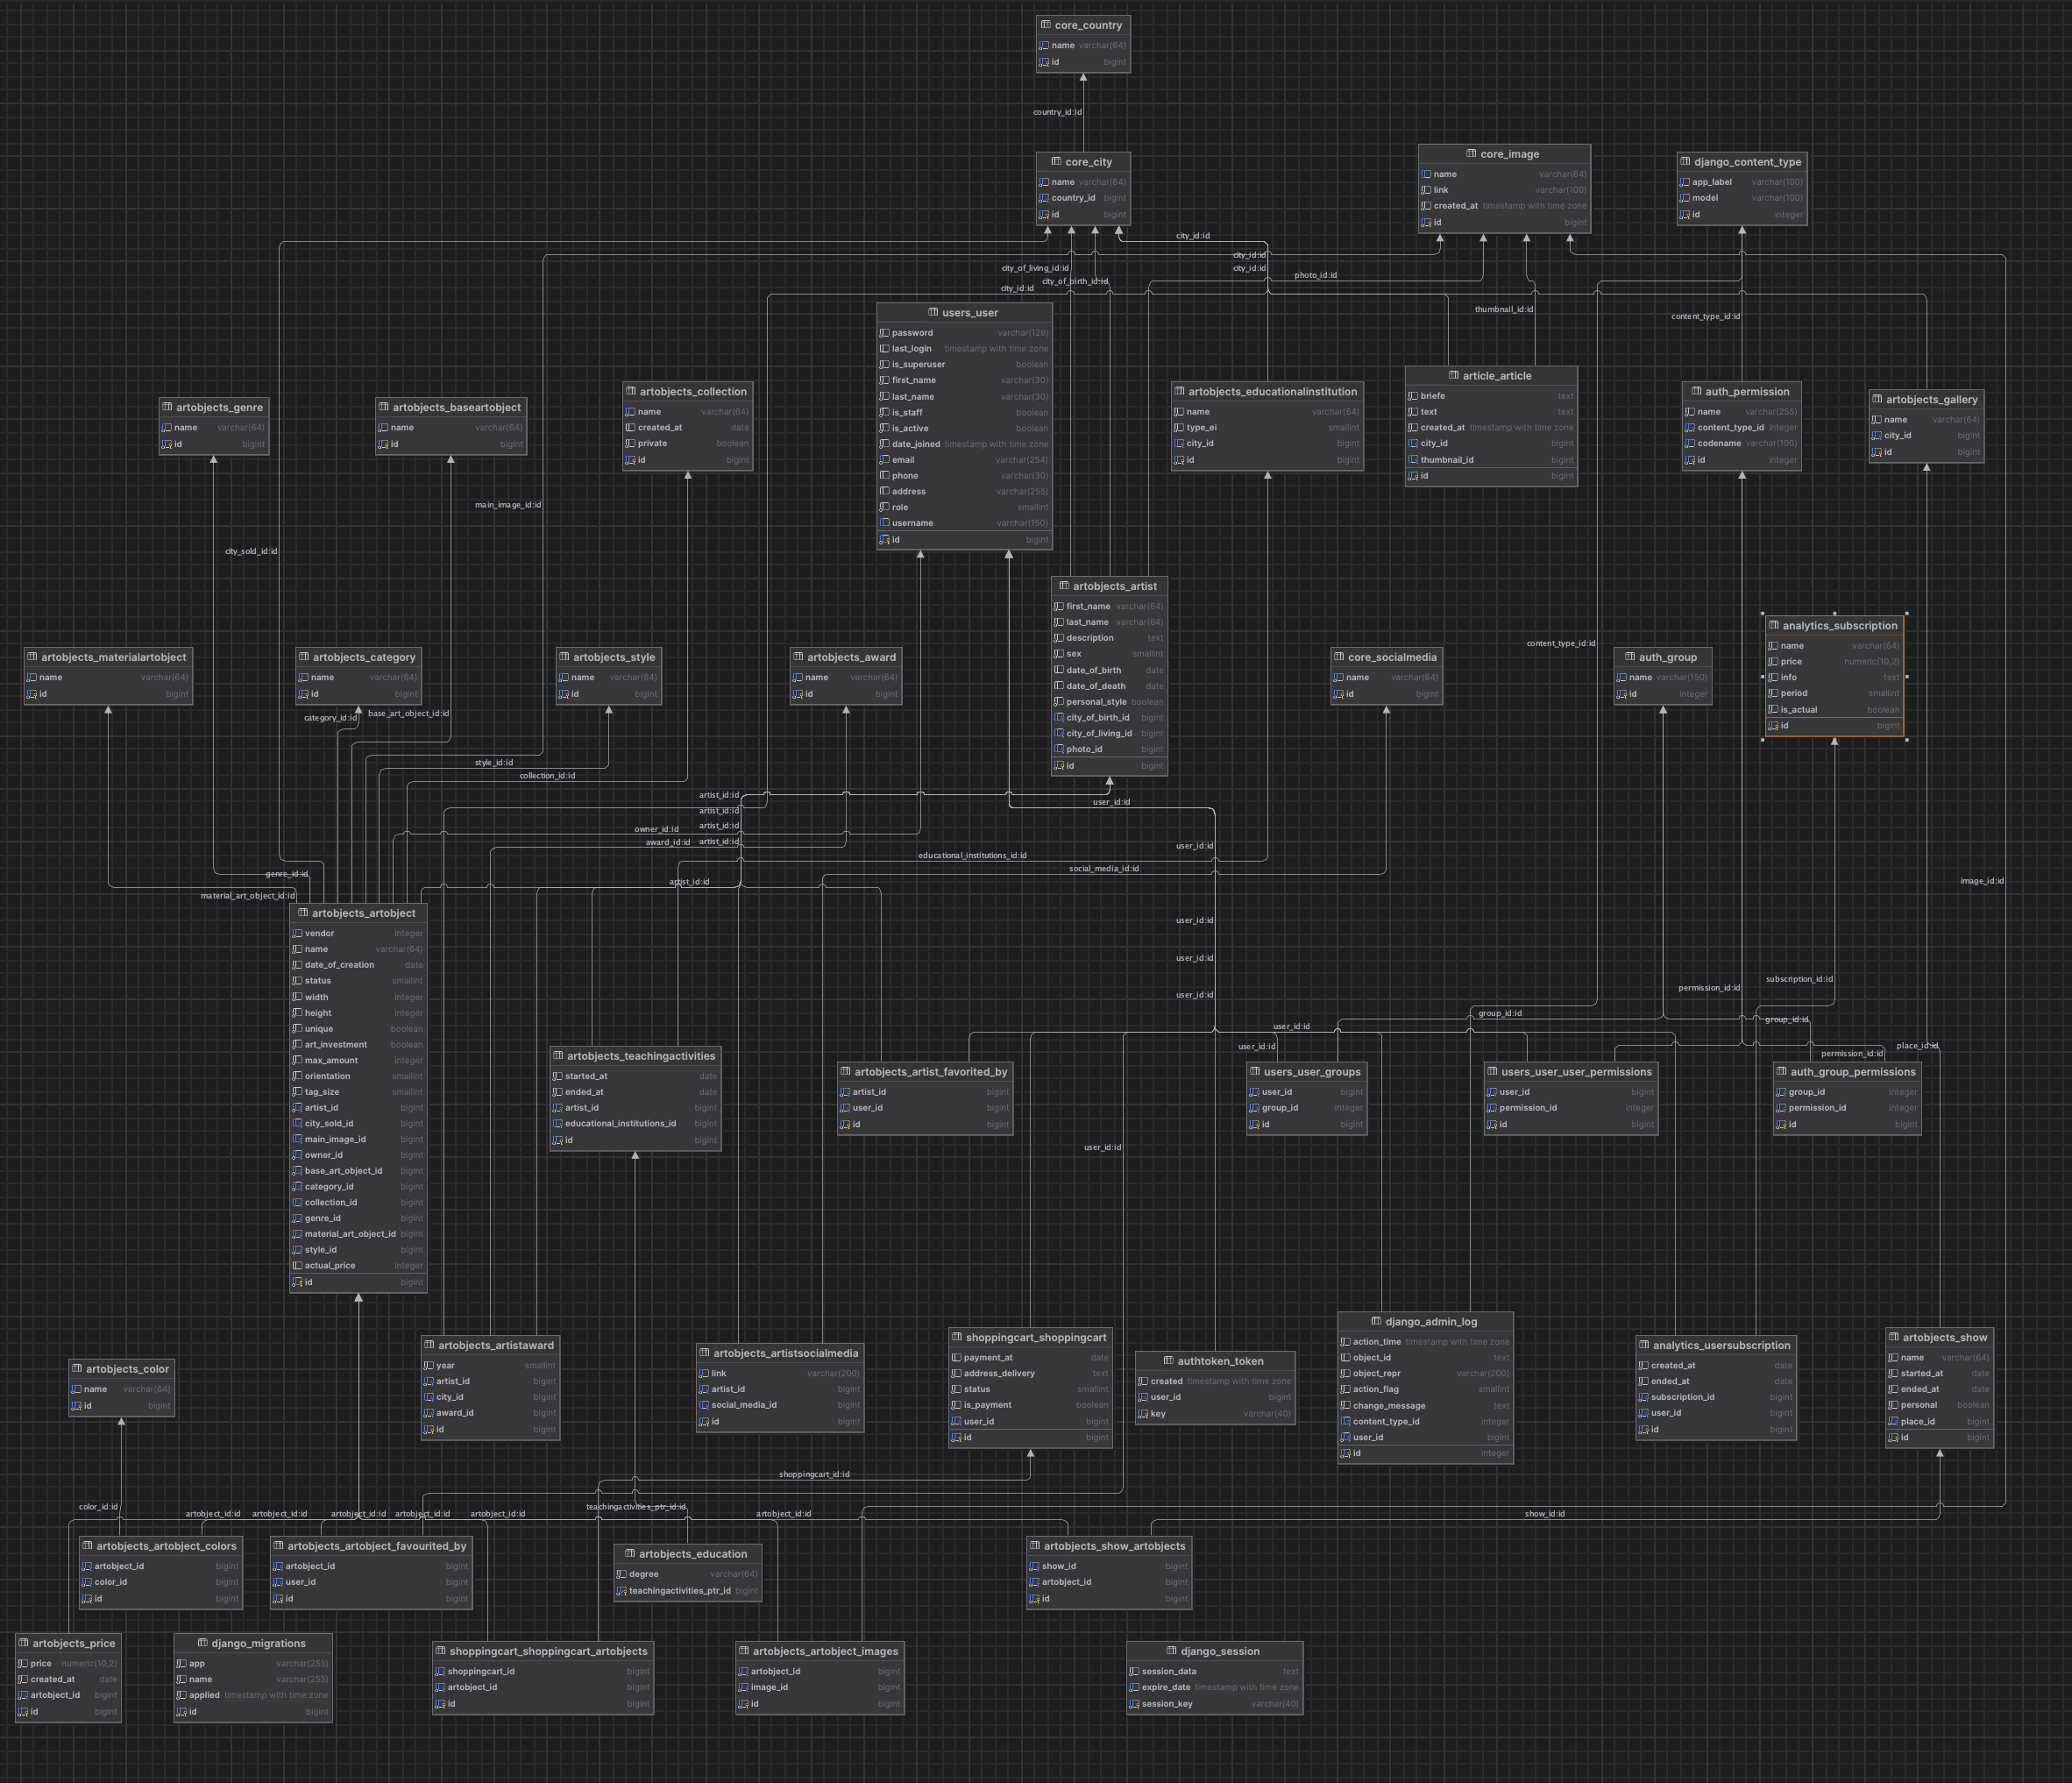 core_country
name varchar(64)
id bigint
country_id:id
core_city
name varchar(64)
country_id bigint
id bigint
core_image
name varchar(64)
link varchar(100)
created_at timestamp with time zone
id bigint
django_content_type
app_label varchar(100)
model varchar(100)
id integer
city_id:id
city_id:id
city_of_living_id:id
city_id:id
photo_id:id
city_of_birth_id:id
city_id:id
thumbnail_id:id
content_type_id:id
users_user
password varchar(128)
last_login timestamp with time zone
is_superuser boolean
first_name varchar(30)
last_name varchar(30)
is_staff boolean
is_active boolean
date_joined timestamp with time zone
email varchar(254)
phone varchar(30)
address varchar(255)
role smallint
username varchar(150)
id bigint
artobjects_genre
name varchar(64)
id bigint
artobjects_baseartobject
name varchar(64)
id bigint
artobjects_collection
name varchar(64)
created_at date
private boolean
id bigint
artobjects_educationalinstitution
name varchar(64)
type_ei smallint
city_id bigint
id bigint
article_article
briefe text
text text
created_at timestamp with time zone
city_id bigint
thumbnail_id bigint
id bigint
auth_permission
name varchar(255)
content_type_id integer
codename varchar(100)
id integer
artobjects_gallery
name varchar(64)
city_id bigint
id bigint
main_image_id:id
city_sold_id:id
artobjects_artist
first_name varchar(64)
last_name varchar(64)
description text
sex smallint
date_of_birth date
date_of_death date
personal_style boolean
city_of_birth_id bigint
city_of_living_id bigint
photo_id bigint
id bigint
content_type_id:id
analytics_subscription
name varchar(64)
price numeric(10,2)
info text
period smallint
is_actual boolean
id bigint
artobjects_materialartobject
name varchar(64)
id bigint
artobjects_category
name varchar(64)
id bigint
artobjects_style
name varchar(64)
id bigint
artobjects_award
name varchar(64)
id bigint
core_socialmedia
name varchar(64)
id bigint
auth_group
name varchar(150)
id integer
category_id:id
base_art_object_id:id
style_id:id
collection_id:id
artist_id:id
user_id:id
artist_id:id
owner_id:id
artist_id:id
award_id:id
artist_id:id
user_id:id
educational_institutions_id:id
social_media_id:id
genre_id:id
artist_id:id
image_id:id
material_art_object_id:id
user_id:id
user_id:id
subscription_id:id
permission_id:id
user_id:id
group_id:id
group_id:id
user_id:id
user_id:id
place_id:id
permission_id:id
artobjects_artobject
vendor integer
name varchar(64)
date_of_creation date
status smallint
width integer
height integer
unique boolean
art_investment boolean
max_amount integer
orientation smallint
tag_size smallint
artist_id bigint
city_sold_id bigint
main_image_id bigint
owner_id bigint
base_art_object_id bigint
category_id bigint
collection_id bigint
genre_id bigint
material_art_object_id bigint
style_id bigint
actual_price integer
id bigint
artobjects_teachingactivities
started_at date
ended_at date
artist_id bigint
educational_institutions_id bigint
id bigint
artobjects_artist_favorited_by
artist_id bigint
user_id bigint
id bigint
users_user_groups
user_id bigint
group_id integer
id bigint
users_user_user_permissions
user_id bigint
permission_id integer
id bigint
auth_group_permissions
group_id integer
permission_id integer
id bigint
user_id:id
artobjects_color
name varchar(64)
id bigint
artobjects_artistaward
year smallint
artist_id bigint
city_id bigint
award_id bigint
id bigint
artobjects_artistsocialmedia
link varchar(200)
artist_id bigint
social_media_id bigint
id bigint
shoppingcart_shoppingcart
payment_at date
address_delivery text
status smallint
is_payment boolean
user_id bigint
id bigint
authtoken_token
created timestamp with time zone
user_id bigint
key varchar(40)
django_admin_log
action_time timestamp with time zone
object_id text
object_repr varchar(200)
action_flag smallint
change_message text
content_type_id integer
user_id bigint
id integer
analytics_usersubscription
created_at date
ended_at date
subscription_id bigint
user_id bigint
id bigint
artobjects_show
name varchar(64)
started_at date
ended_at date
personal boolean
place_id bigint
id bigint
shoppingcart_id:id
color_id:id
teachingactivities_ptr_id:id
artobject_id:id
artobject_id:id
artobject_id:id
artobject_id:id
artobject_id:id
artobject_id:id
show_id:id
artobjects_artobject_colors
artobject_id bigint
color_id bigint
id bigint
artobjects_artobject_favourited_by
artobject_id bigint
user_id bigint
id bigint
artobjects_education
degree varchar(64)
teachingactivities_ptr_id bigint
artobjects_show_artobjects
show_id bigint
artobject_id bigint
id bigint
artobjects_price
price numeric(10,2)
created_at date
artobject_id bigint
id bigint
django_migrations
app varchar(255)
name varchar(255)
applied timestamp with time zone
id bigint
shoppingcart_shoppingcart_artobjects
shoppingcart_id bigint
artobject_id bigint
id bigint
artobjects_artobject_images
artobject_id bigint
image_id bigint
id bigint
django_session
session_data text
expire_date timestamp with time zone
session_key varchar(40)